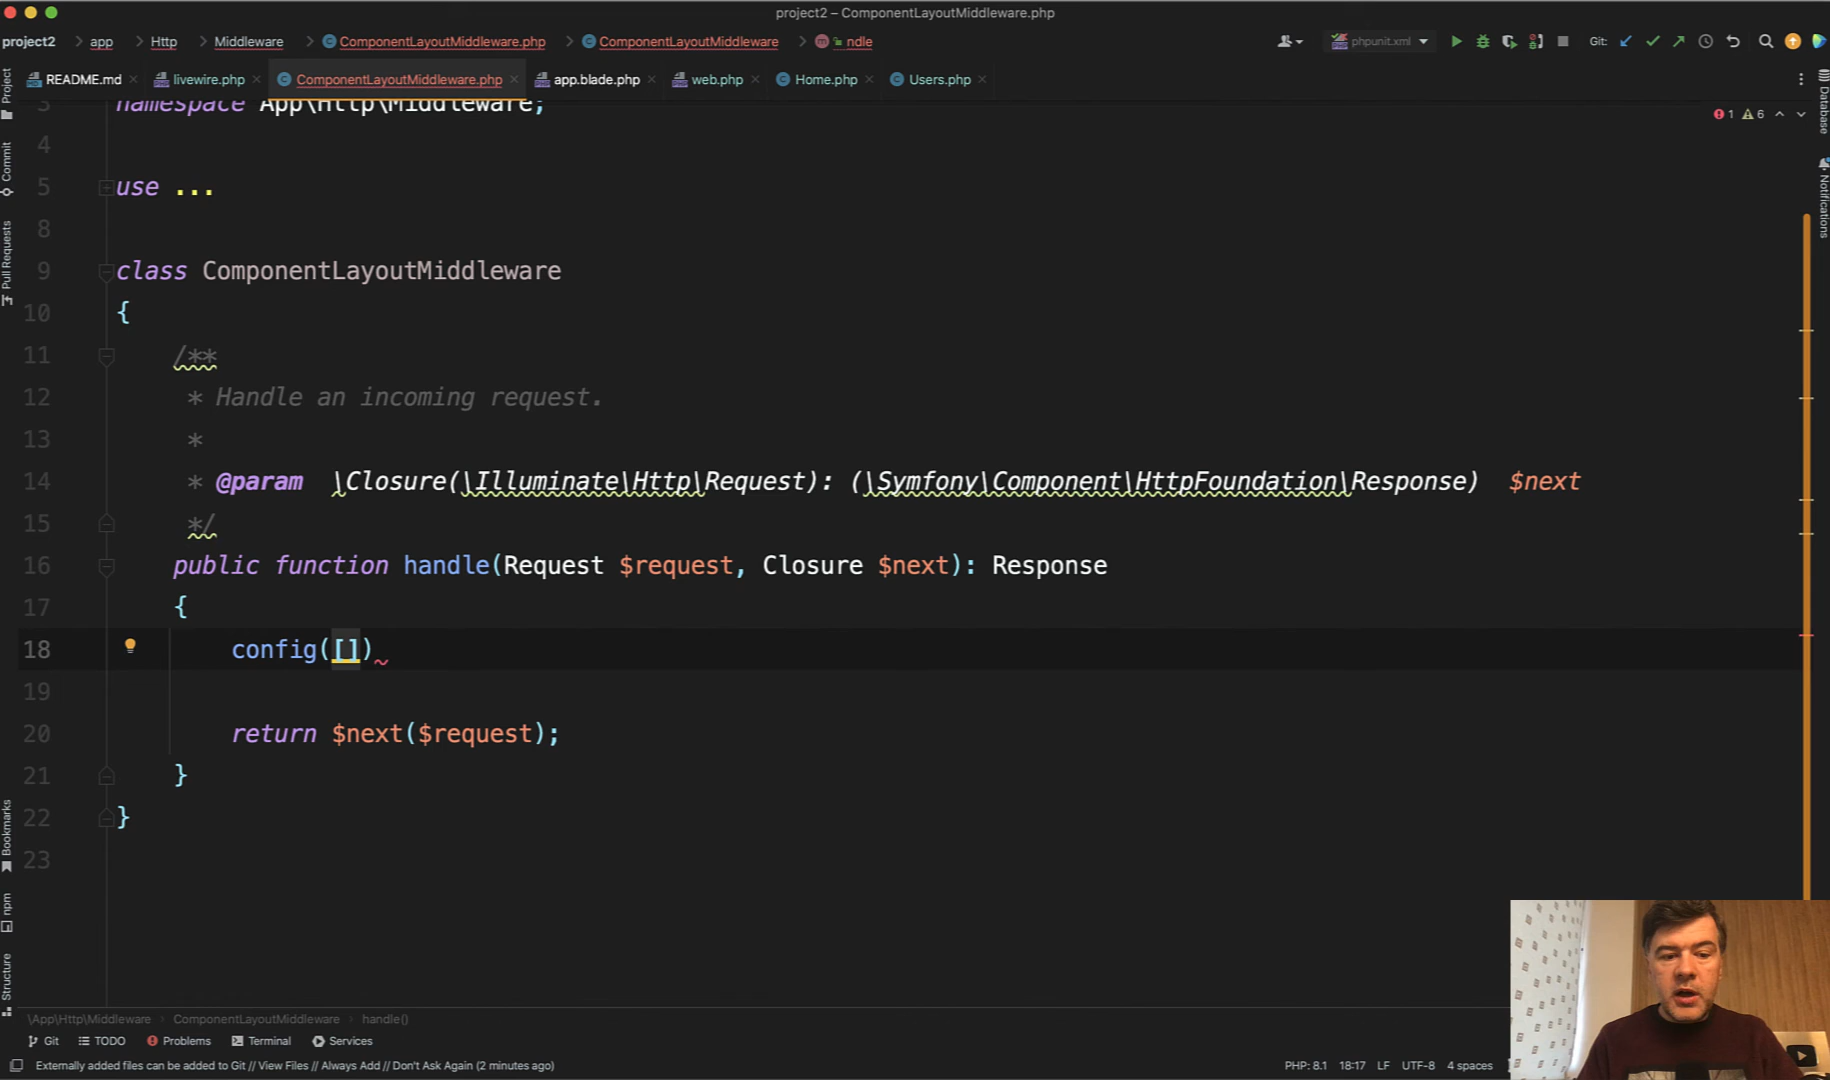 project2 – ComponentLayoutMiddleware.php
project2 > app > Http > Middleware > ComponentLayoutMiddleware.php > ComponentLayoutMiddleware > ndle
phpunit.xml
Git:
README.md livewire.php ComponentLayoutMiddleware.php app.blade.php web.php Home.php Users.php
Project
Commit
Pull Requests
Bookmarks
npm
Structure
Database
Notifications
1 6
3 namespace App\Http\Middleware;
4
5 use ...
8
9 class ComponentLayoutMiddleware
10 {
11 /**
12 * Handle an incoming request.
13 *
14 * @param \Closure(\Illuminate\Http\Request): (\Symfony\Component\HttpFoundation\Response) $next
15 */
16 public function handle(Request $request, Closure $next): Response
17 {
18 config([])
19
20 return $next($request);
21 }
22 }
23
\App\Http\Middleware > ComponentLayoutMiddleware > handle()
Git TODO Problems Terminal Services
Externally added files can be added to Git // View Files // Always Add // Don't Ask Again (2 minutes ago)
PHP: 8.1 18:17 LF UTF-8 4 spaces